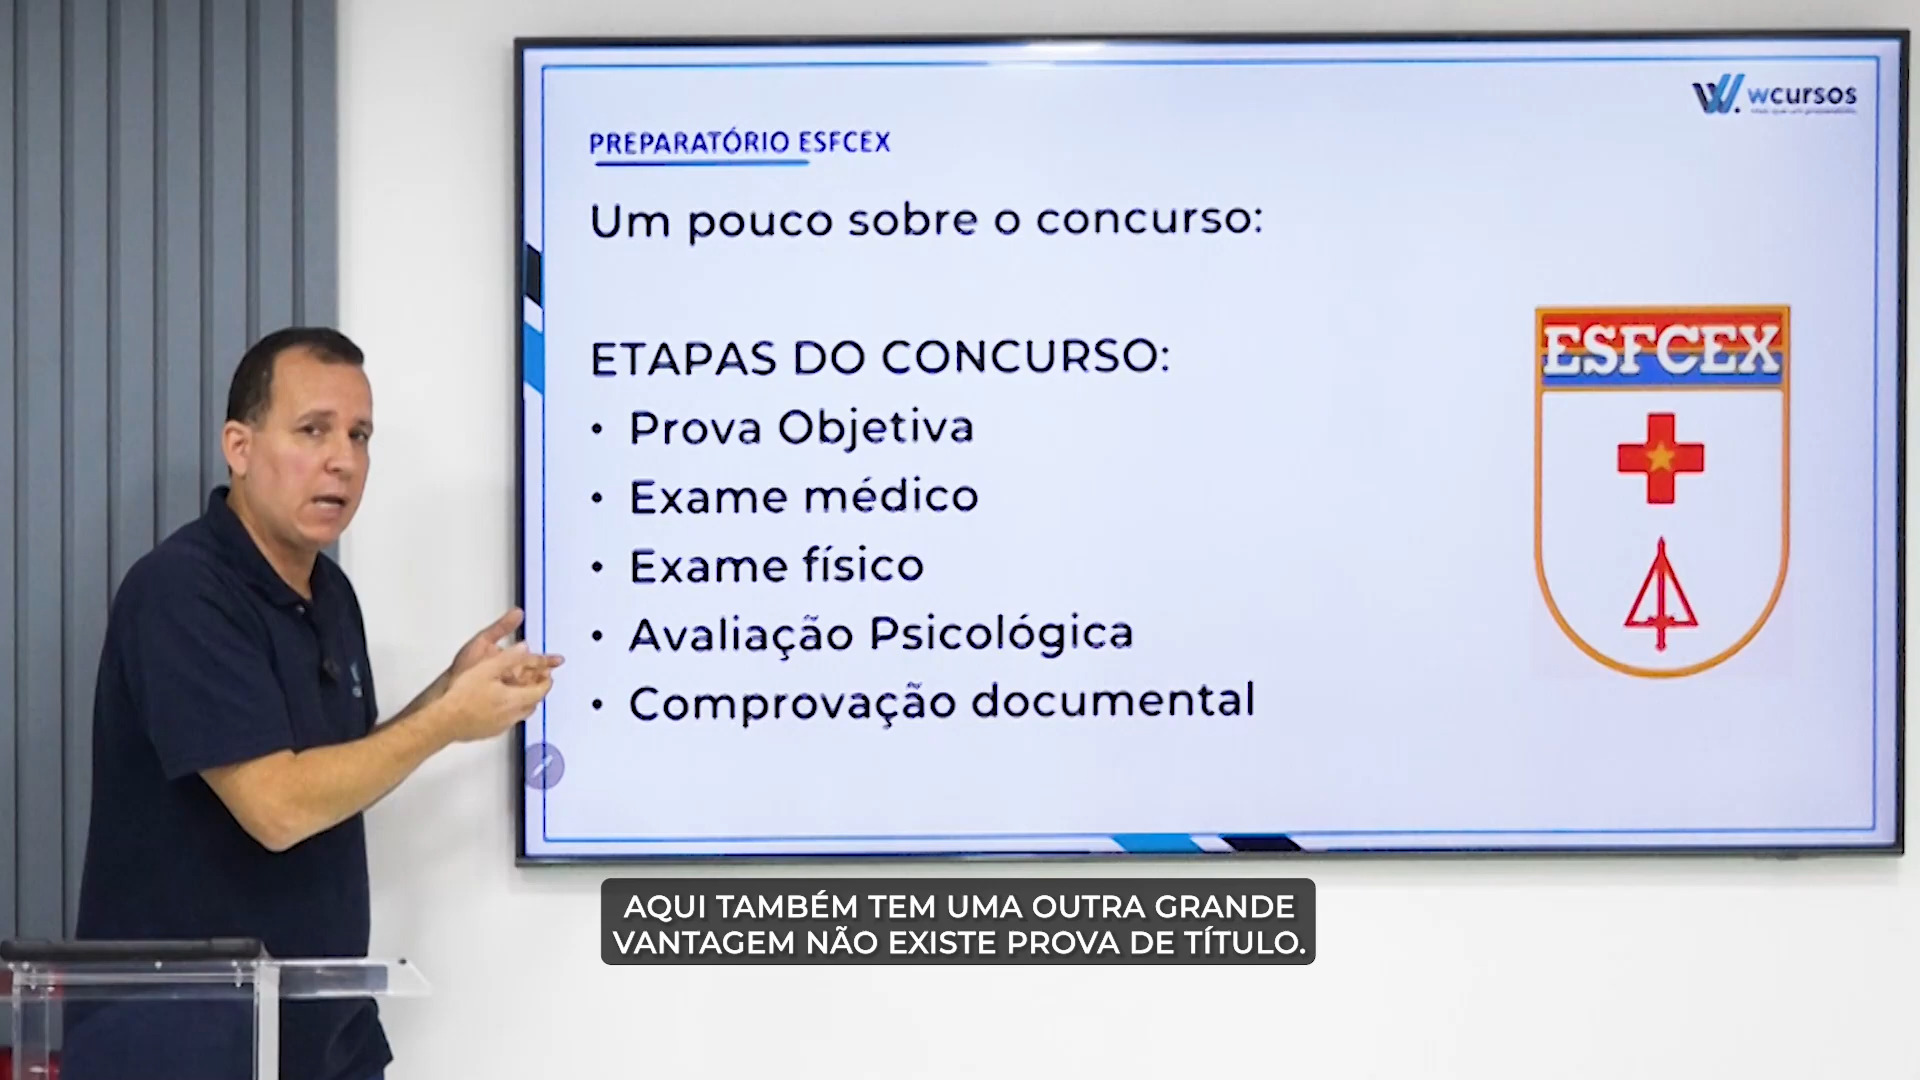 wcursos
PREPARATÓRIO ESFCEX
Um pouco sobre o concurso:
ETAPAS DO CONCURSO:
• Prova Objetiva
• Exame médico
• Exame físico
• Avaliação Psicológica
• Comprovação documental
ESFCEX
AQUI TAMBÉM TEM UMA OUTRA GRANDE
VANTAGEM NÃO EXISTE PROVA DE TÍTULO.